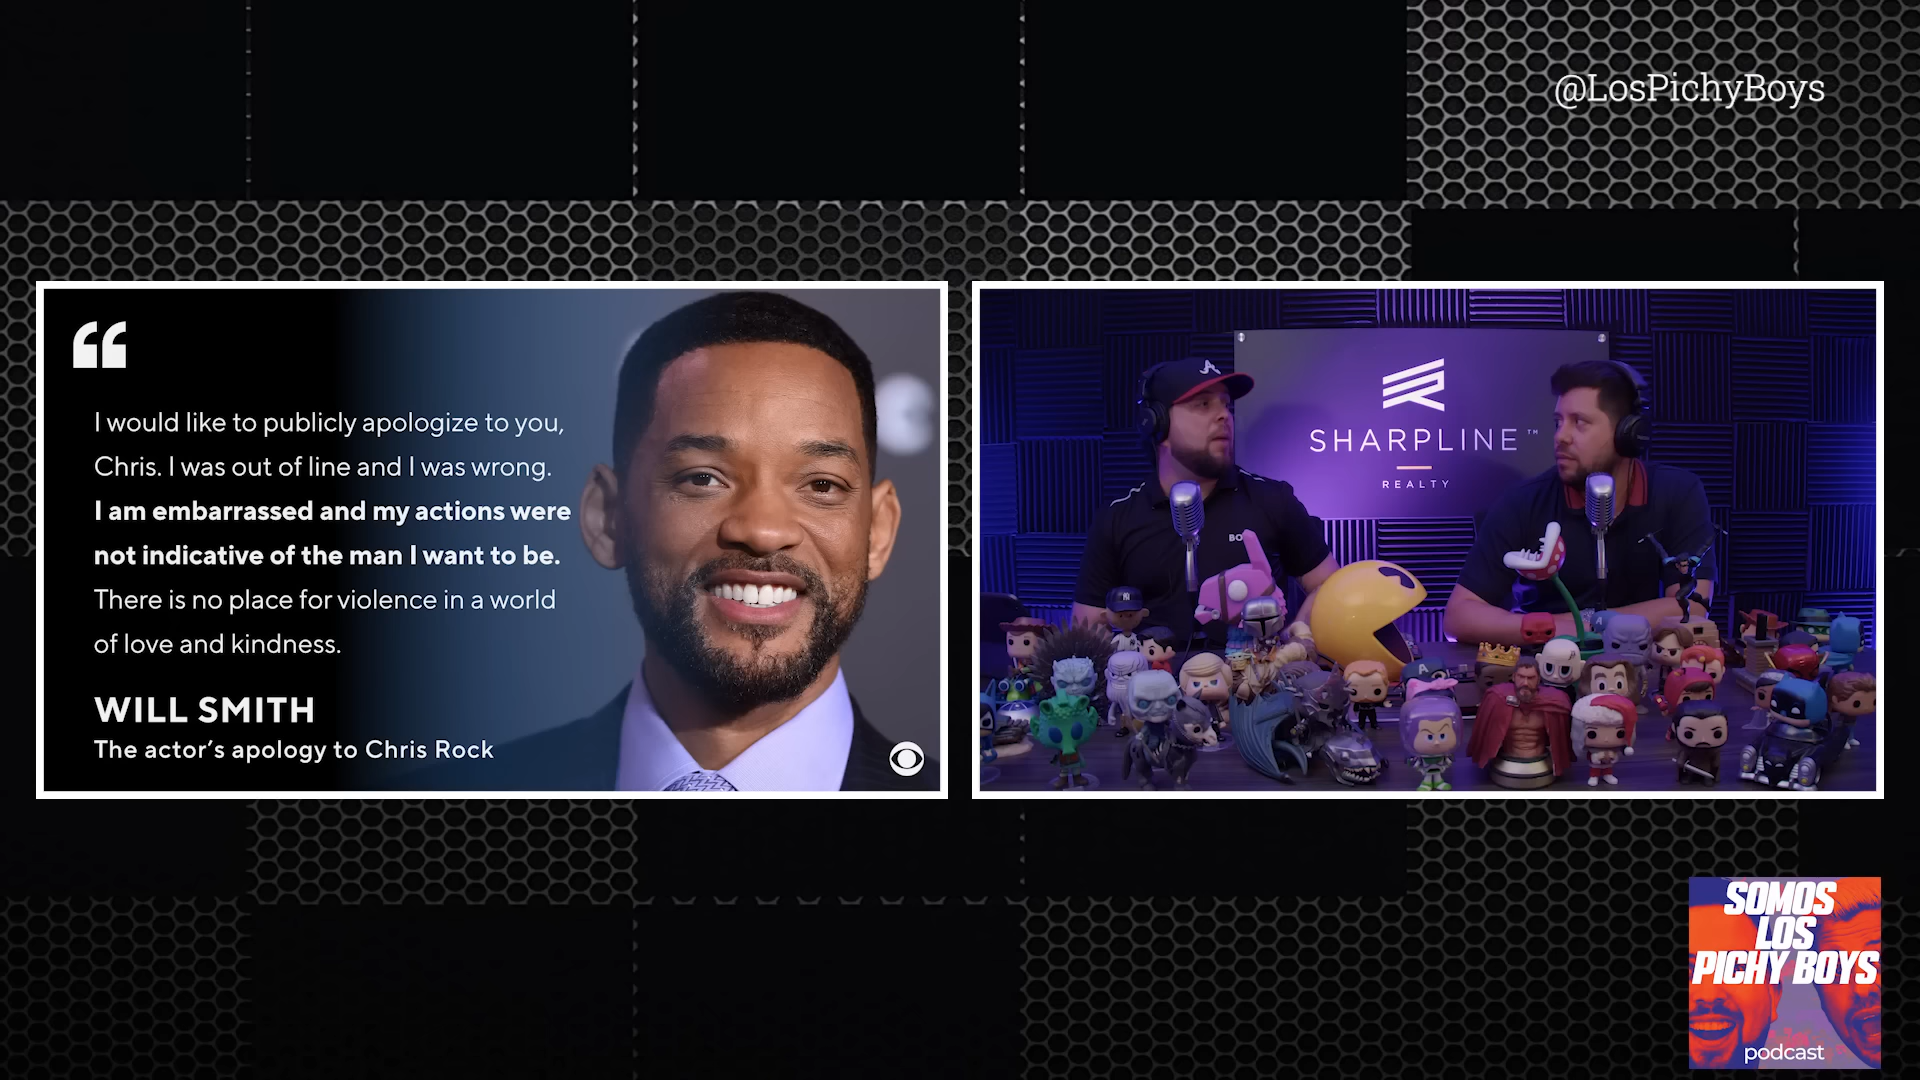 @LosPichyBoys
“
I would like to publicly apologize to you,
Chris. I was out of line and I was wrong.
I am embarrassed and my actions were
not indicative of the man I want to be.
There is no place for violence in a world
of love and kindness.
WILL SMITH
The actor’s apology to Chris Rock
SHARPLINE™
REALTY
SOMOS
LOS
PICHY BOYS
podcast